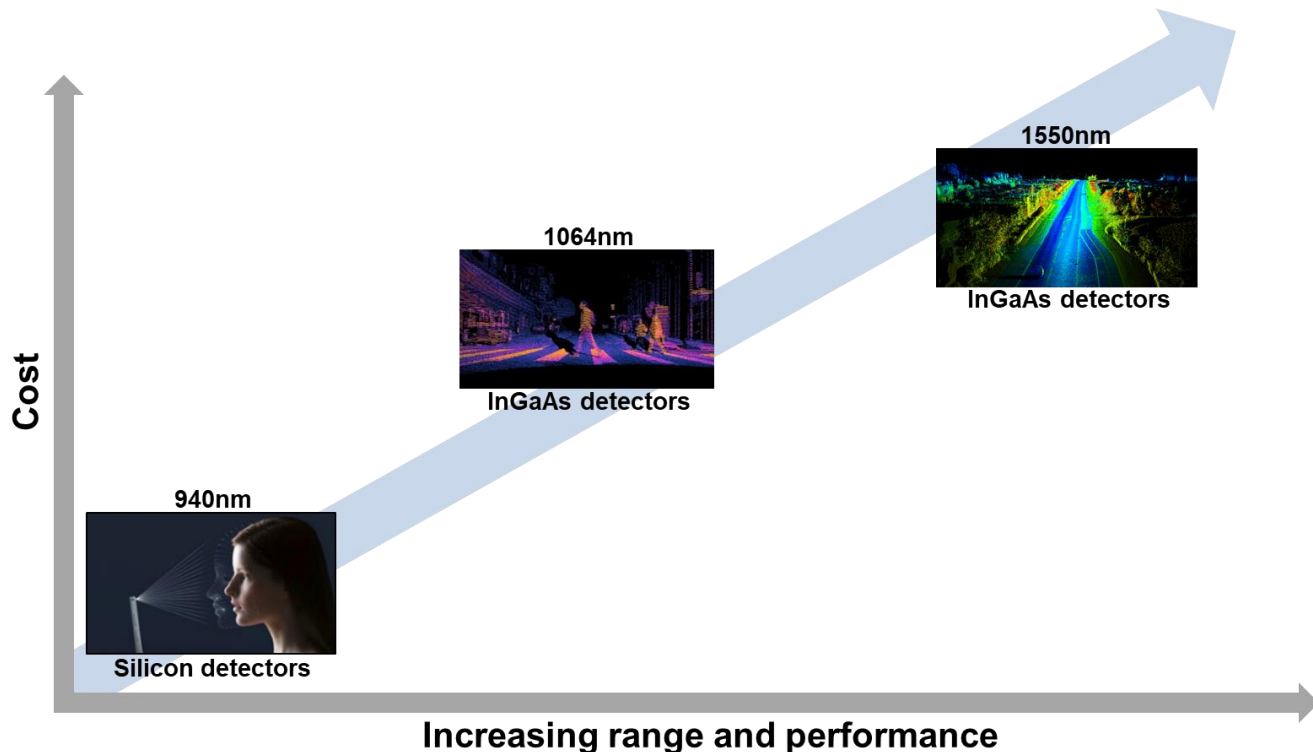 1550nm
InGaAs detectors
1064nm
InGaAs detectors
940nm
Silicon detectors
Cost
Increasing range and performance